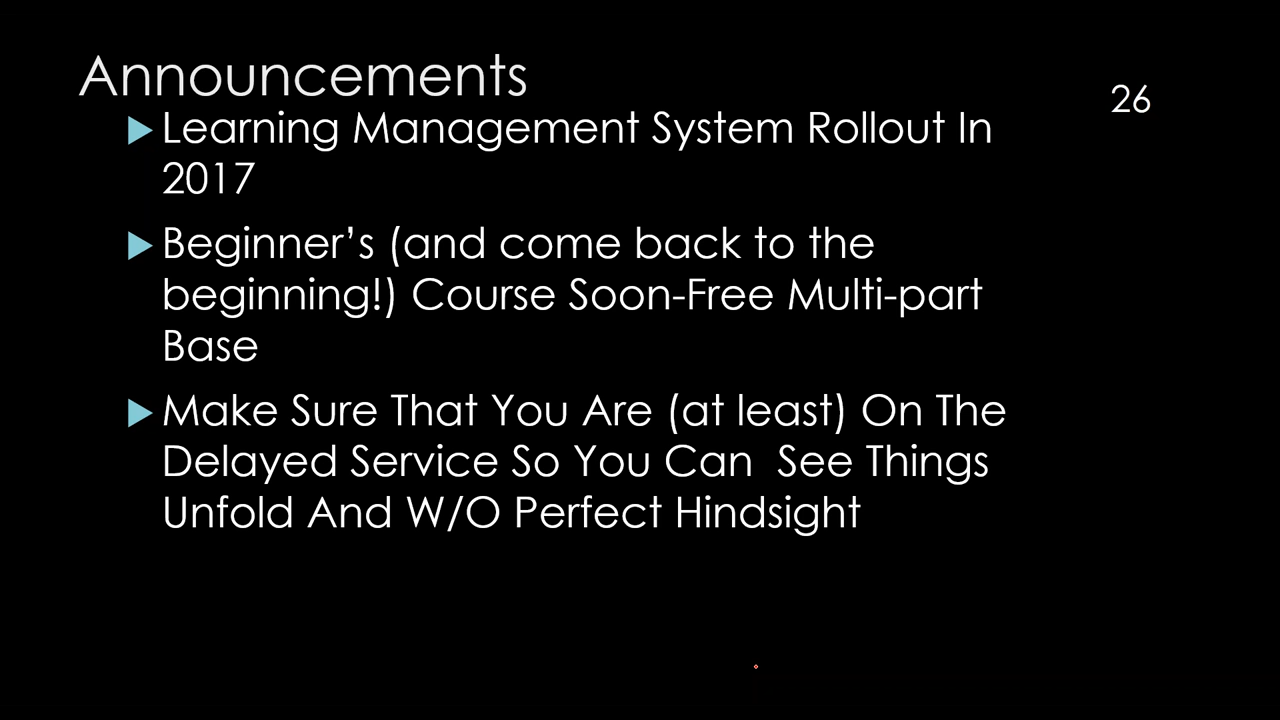 Announcements
26
Learning Management System Rollout In
2017
Beginner’s (and come back to the
beginning!) Course Soon-Free Multi-part
Base
Make Sure That You Are (at least) On The
Delayed Service So You Can  See Things
Unfold And W/O Perfect Hindsight